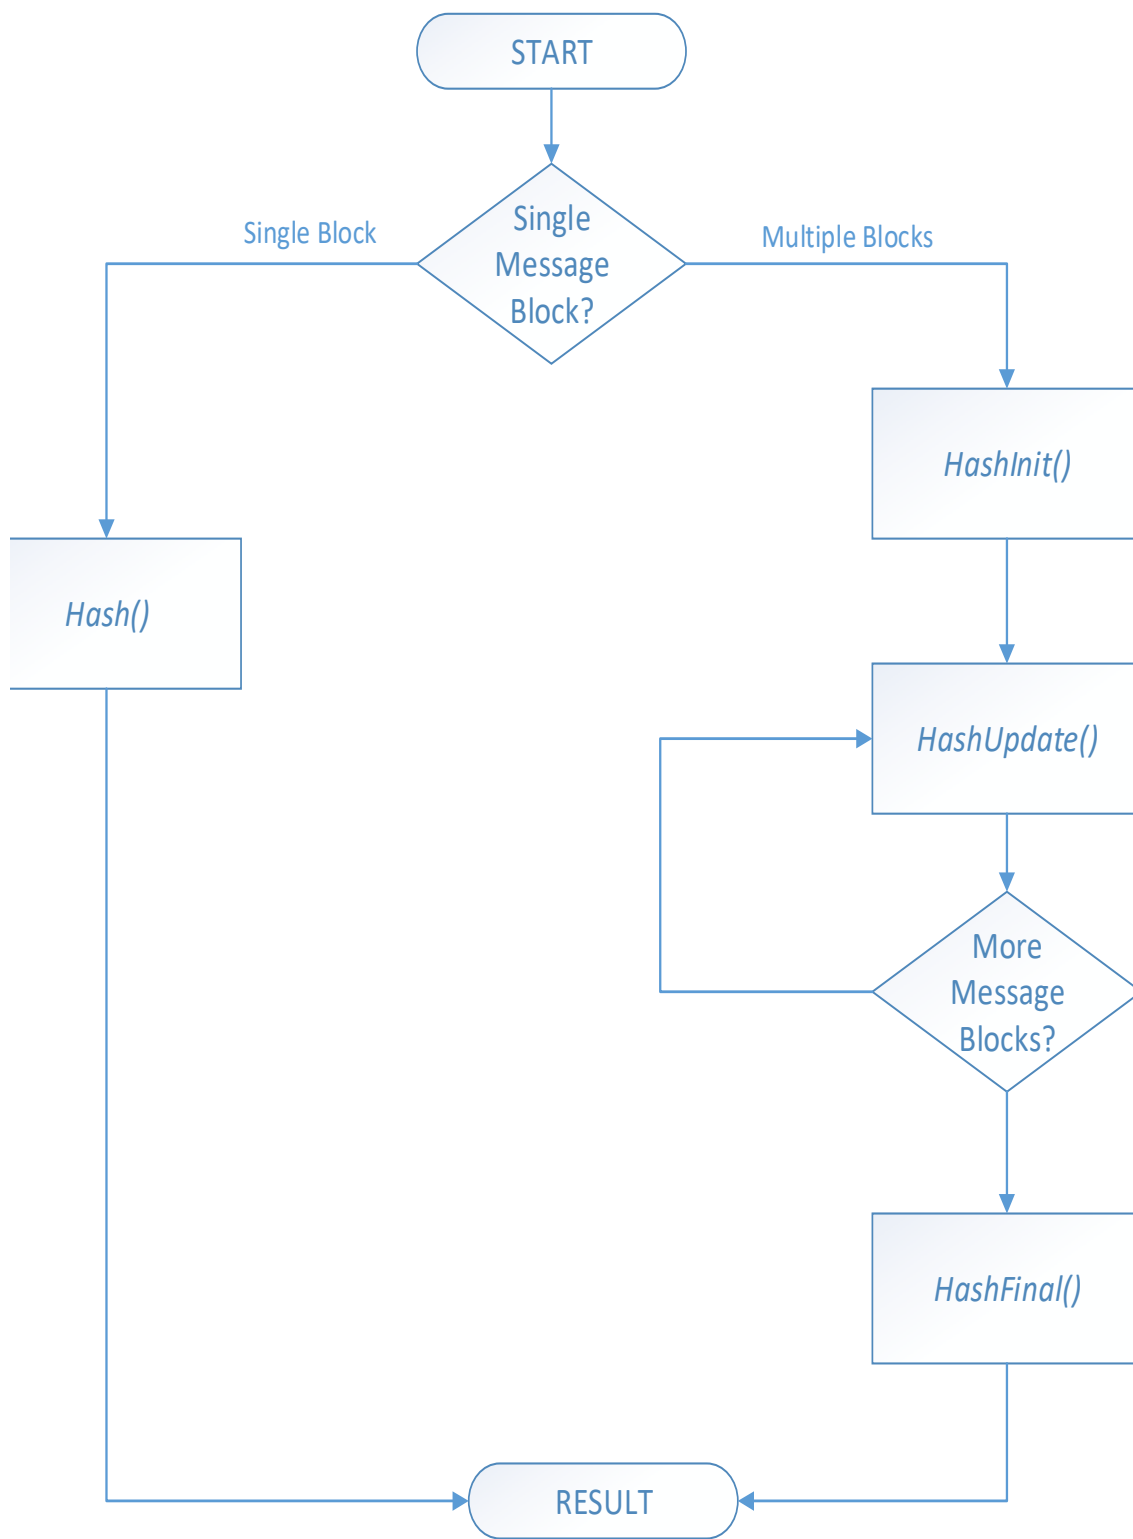 START
Single
Message
Block?
Single Block
Multiple Blocks
HashInit()
Hash()
HashUpdate()
More
Message
Blocks?
HashFinal()
RESULT